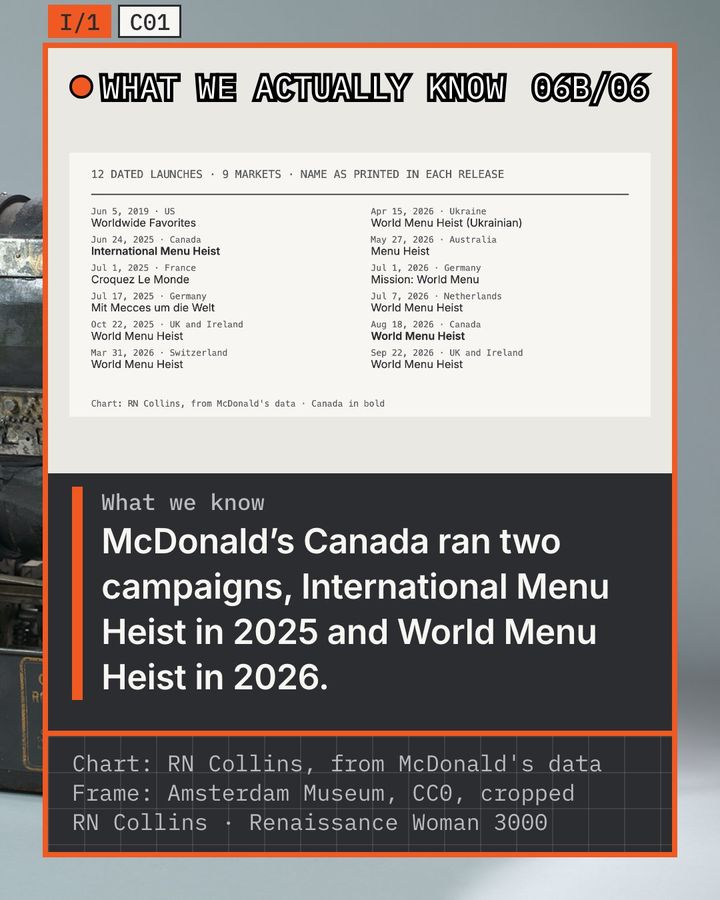 I/1 C01
WHAT WE ACTUALLY KNOW 06B/06
12 DATED LAUNCHES · 9 MARKETS · NAME AS PRINTED IN EACH RELEASE
Jun 5, 2019 · US
Worldwide Favorites
Jun 24, 2025 · Canada
International Menu Heist
Jul 1, 2025 · France
Croquez Le Monde
Jul 17, 2025 · Germany
Mit Mecces um die Welt
Oct 22, 2025 · UK and Ireland
World Menu Heist
Mar 31, 2026 · Switzerland
World Menu Heist
Apr 15, 2026 · Ukraine
World Menu Heist (Ukrainian)
May 27, 2026 · Australia
Menu Heist
Jul 1, 2026 · Germany
Mission: World Menu
Jul 7, 2026 · Netherlands
World Menu Heist
Aug 18, 2026 · Canada
World Menu Heist
Sep 22, 2026 · UK and Ireland
World Menu Heist
Chart: RN Collins, from McDonald's data · Canada in bold
What we know
McDonald’s Canada ran two
campaigns, International Menu
Heist in 2025 and World Menu
Heist in 2026.
Chart: RN Collins, from McDonald's data
Frame: Amsterdam Museum, CC0, cropped
RN Collins · Renaissance Woman 3000